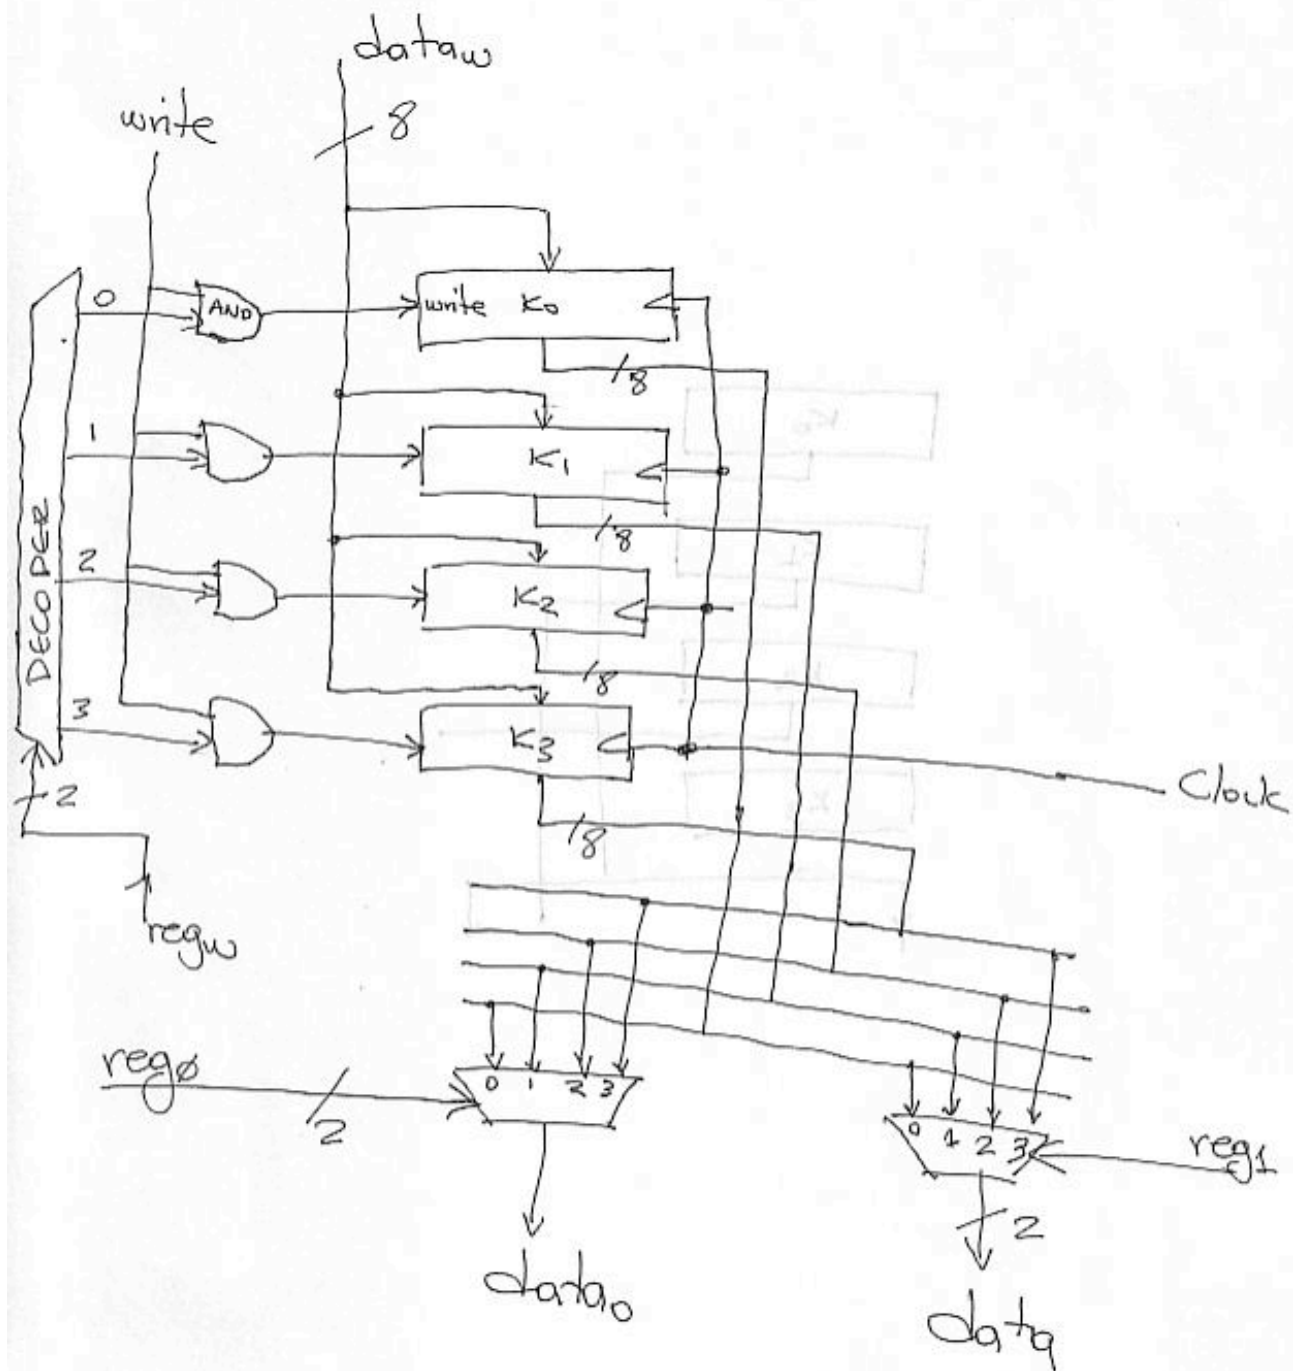 dataw
8
write
0
AND
write K0
/8
1
K1
/8
DECODER
2
K2
/8
3
K3
Clock
2
/8
regw
regø
2
0 1 2 3
0 1 2 3
reg1
2
data0
data1